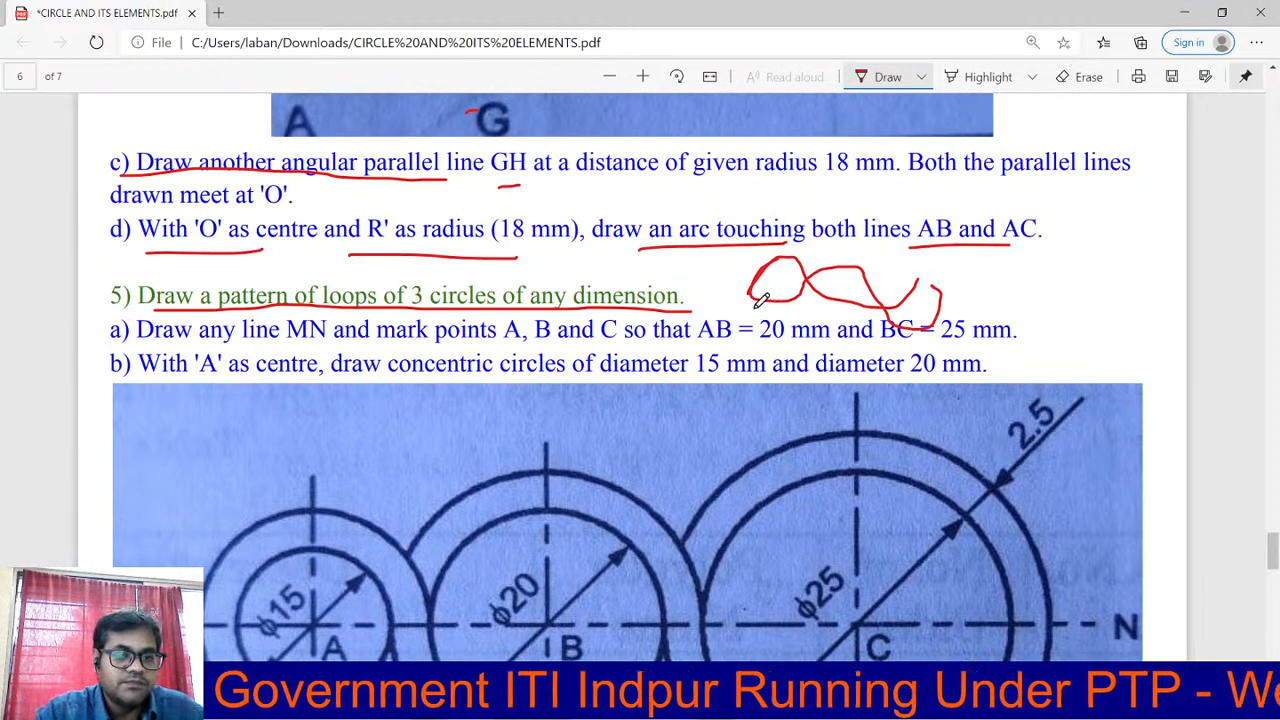 *CIRCLE AND ITS ELEMENTS.pdf
File C:/Users/laban/Downloads/CIRCLE%20AND%20ITS%20ELEMENTS.pdf Sign in
6 of 7 Read aloud Draw Highlight Erase
A G
c) Draw another angular parallel line GH at a distance of given radius 18 mm. Both the parallel lines
drawn meet at 'O'.
d) With 'O' as centre and R' as radius (18 mm), draw an arc touching both lines AB and AC.
5) Draw a pattern of loops of 3 circles of any dimension.
a) Draw any line MN and mark points A, B and C so that AB = 20 mm and BC = 25 mm.
b) With 'A' as centre, draw concentric circles of diameter 15 mm and diameter 20 mm.
2.5
ϕ15 ϕ20 ϕ25
A B C N
Government ITI Indpur Running Under PTP - We